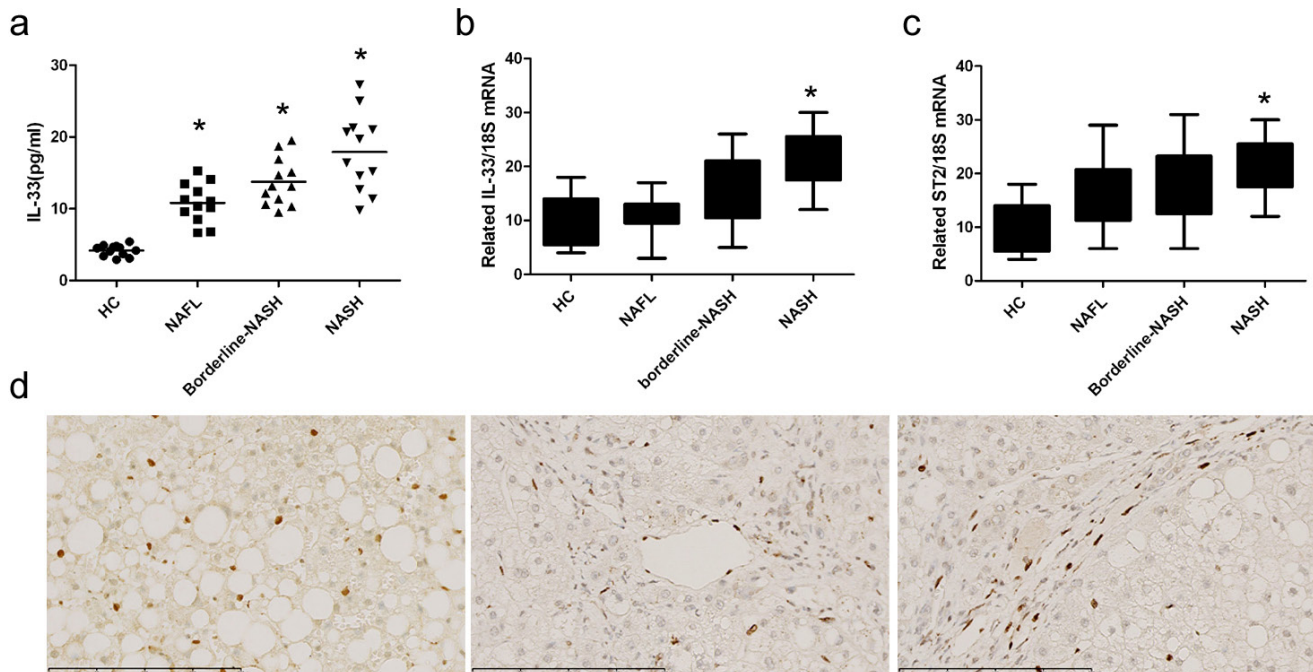 a
IL-33(pg/ml)
30
20
10
0
*
*
*
HC
NAFL
Borderline-NASH
NASH
b
Related IL-33/18S mRNA
40
30
20
10
0
*
HC
NAFL
borderline-NASH
NASH
c
Related ST2/18S mRNA
40
30
20
10
0
*
HC
NAFL
Borderline-NASH
NASH
d